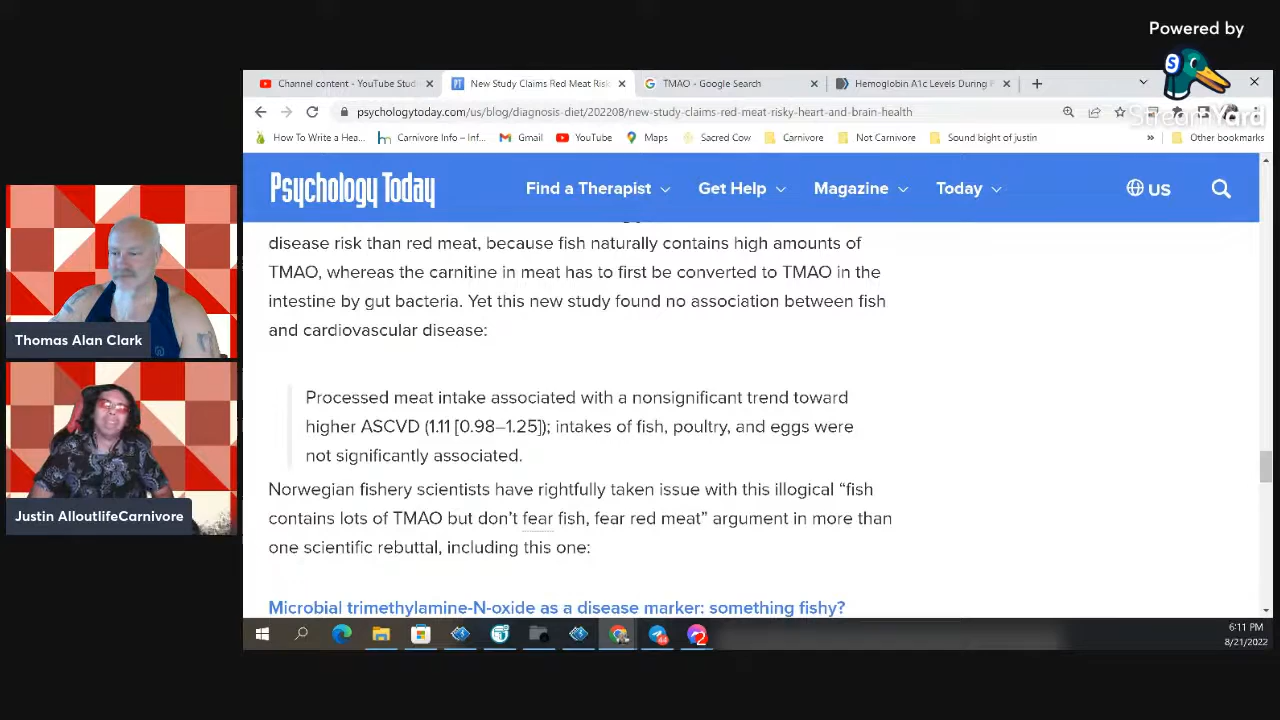 Powered by
StreamYard
Channel content - YouTube Stud
New Study Claims Red Meat Risk
TMAO - Google Search
Hemoglobin A1c Levels During P
psychologytoday.com/us/blog/diagnosis-diet/202208/new-study-claims-red-meat-risky-heart-and-brain-health
How To Write a Hea...
Carnivore Info – Inf...
Gmail
YouTube
Maps
Sacred Cow
Carnivore
Not Carnivore
Sound bight of justin
Other bookmarks
Psychology Today
Find a Therapist
Get Help
Magazine
Today
US
disease risk than red meat, because fish naturally contains high amounts of
TMAO, whereas the carnitine in meat has to first be converted to TMAO in the
intestine by gut bacteria. Yet this new study found no association between fish
and cardiovascular disease:
Processed meat intake associated with a nonsignificant trend toward
higher ASCVD (1.11 [0.98–1.25]); intakes of fish, poultry, and eggs were
not significantly associated.
Norwegian fishery scientists have rightfully taken issue with this illogical “fish
contains lots of TMAO but don’t fear fish, fear red meat” argument in more than
one scientific rebuttal, including this one:
Microbial trimethylamine-N-oxide as a disease marker: something fishy?
Thomas Alan Clark
Justin AlloutlifeCarnivore
6:11 PM
8/21/2022